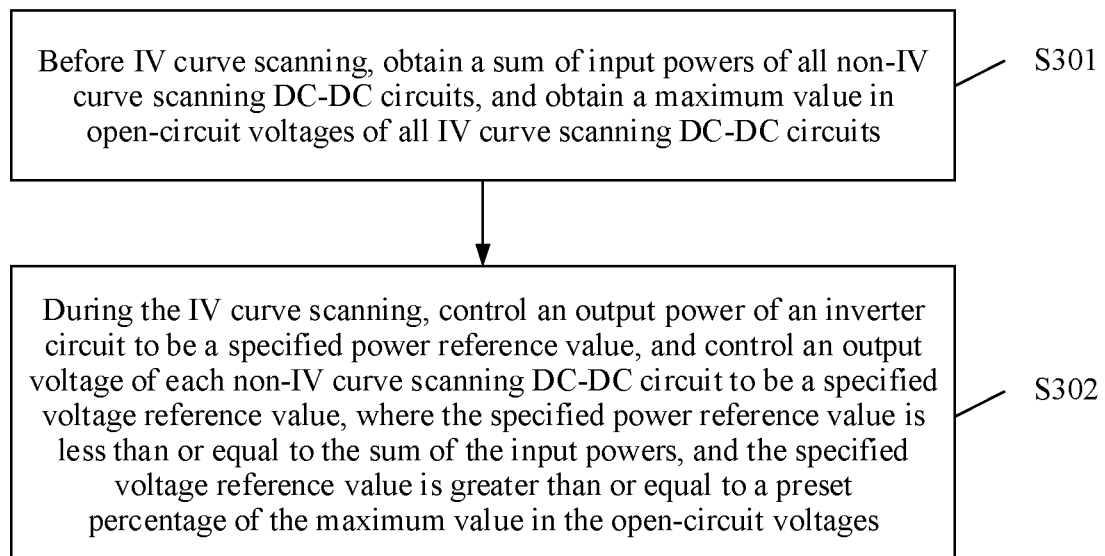 Before IV curve scanning, obtain a sum of input powers of all non-IV
curve scanning DC-DC circuits, and obtain a maximum value in
open-circuit voltages of all IV curve scanning DC-DC circuits
S301
During the IV curve scanning, control an output power of an inverter
circuit to be a specified power reference value, and control an output
voltage of each non-IV curve scanning DC-DC circuit to be a specified
voltage reference value, where the specified power reference value is
less than or equal to the sum of the input powers, and the specified
voltage reference value is greater than or equal to a preset
percentage of the maximum value in the open-circuit voltages
S302